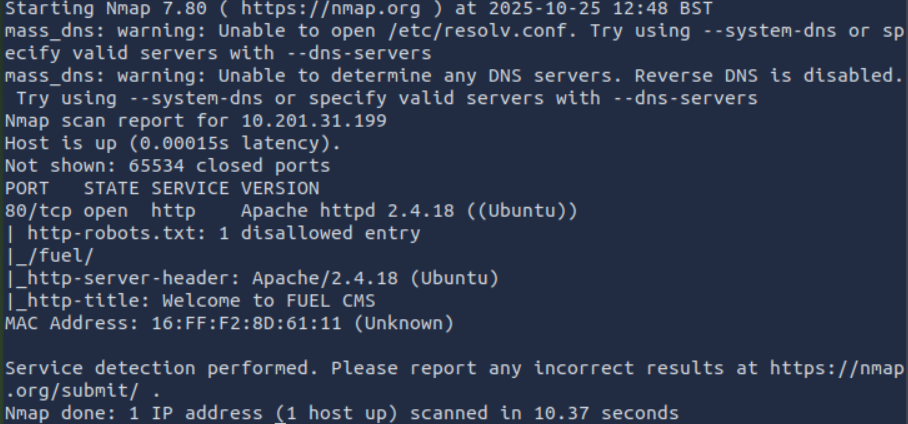 Starting Nmap 7.80 ( https://nmap.org ) at 2025-10-25 12:48 BST
mass_dns: warning: Unable to open /etc/resolv.conf. Try using --system-dns or sp
ecify valid servers with --dns-servers
mass_dns: warning: Unable to determine any DNS servers. Reverse DNS is disabled.
 Try using --system-dns or specify valid servers with --dns-servers
Nmap scan report for 10.201.31.199
Host is up (0.00015s latency).
Not shown: 65534 closed ports
PORT   STATE SERVICE VERSION
80/tcp open  http    Apache httpd 2.4.18 ((Ubuntu))
| http-robots.txt: 1 disallowed entry
|_/fuel/
|_http-server-header: Apache/2.4.18 (Ubuntu)
|_http-title: Welcome to FUEL CMS
MAC Address: 16:FF:F2:8D:61:11 (Unknown)
Service detection performed. Please report any incorrect results at https://nmap
.org/submit/ .
Nmap done: 1 IP address (1 host up) scanned in 10.37 seconds